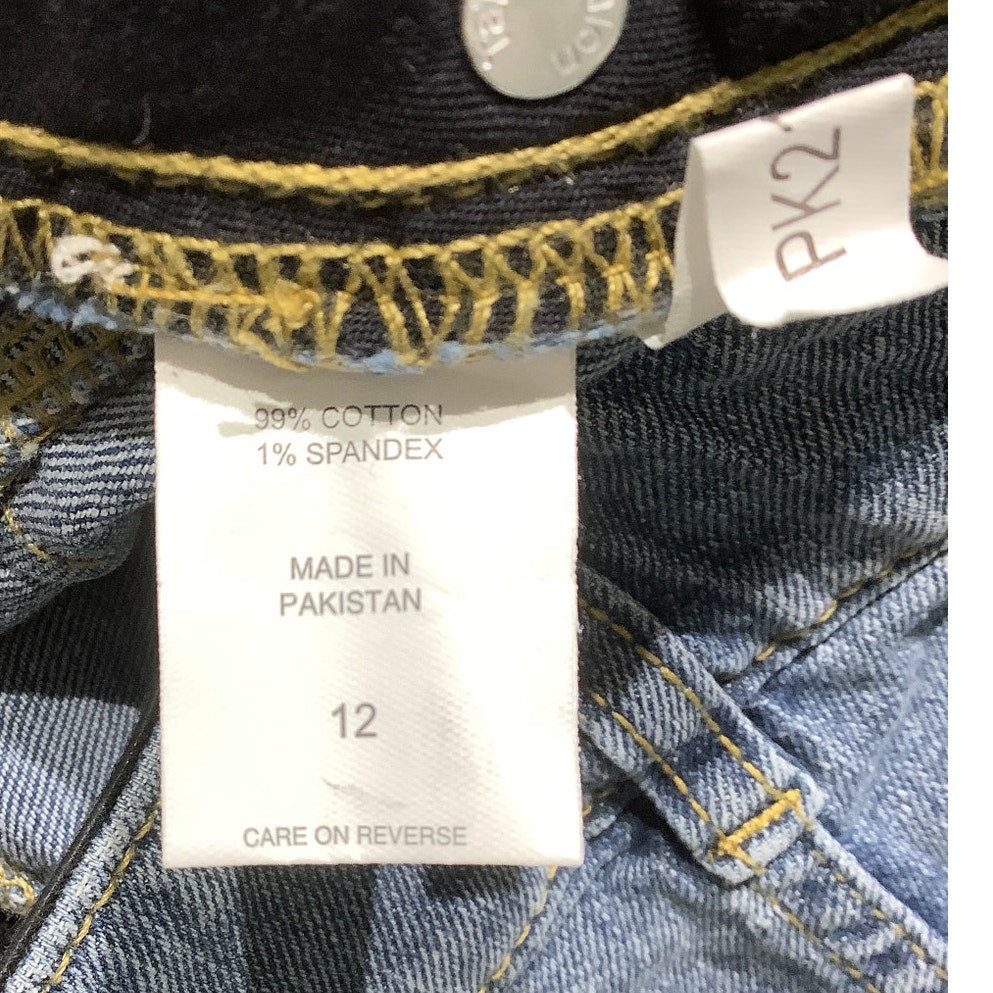 PK2
99% COTTON
1% SPANDEX
MADE IN
PAKISTAN
12
CARE ON REVERSE